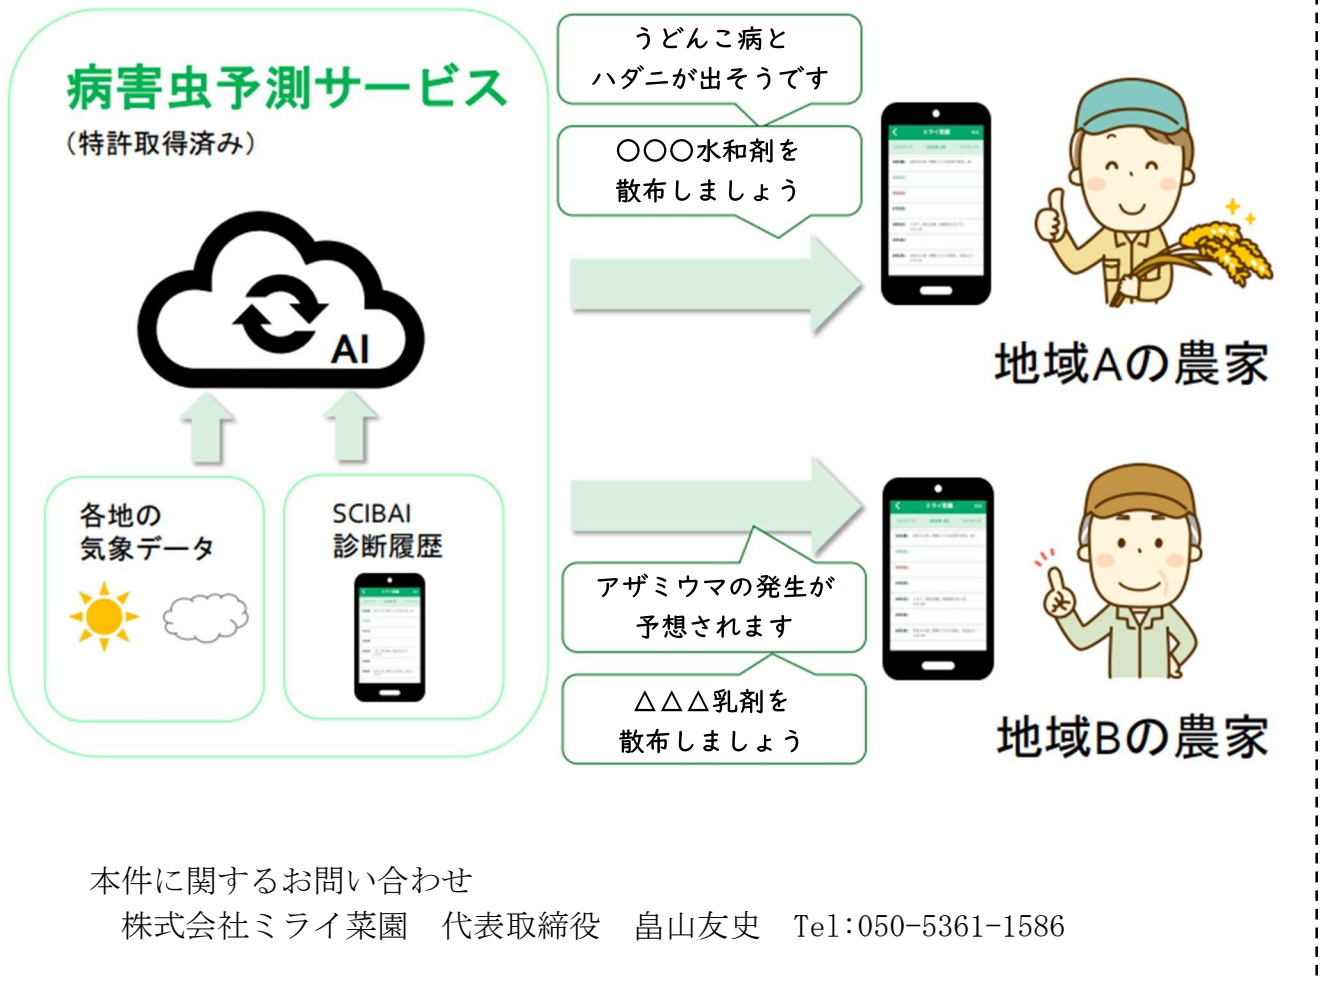 病害虫予測サービス
（特許取得済み）
AI
各地の
気象データ
SCIBAI
診断履歴
うどんこ病と
ハダニが出そうです
〇〇〇水和剤を
散布しましょう
地域Aの農家
アザミウマの発生が
予想されます
△△△乳剤を
散布しましょう
地域Bの農家
本件に関するお問い合わせ
株式会社ミライ菜園　代表取締役　畠山友史　Tel:050-5361-1586